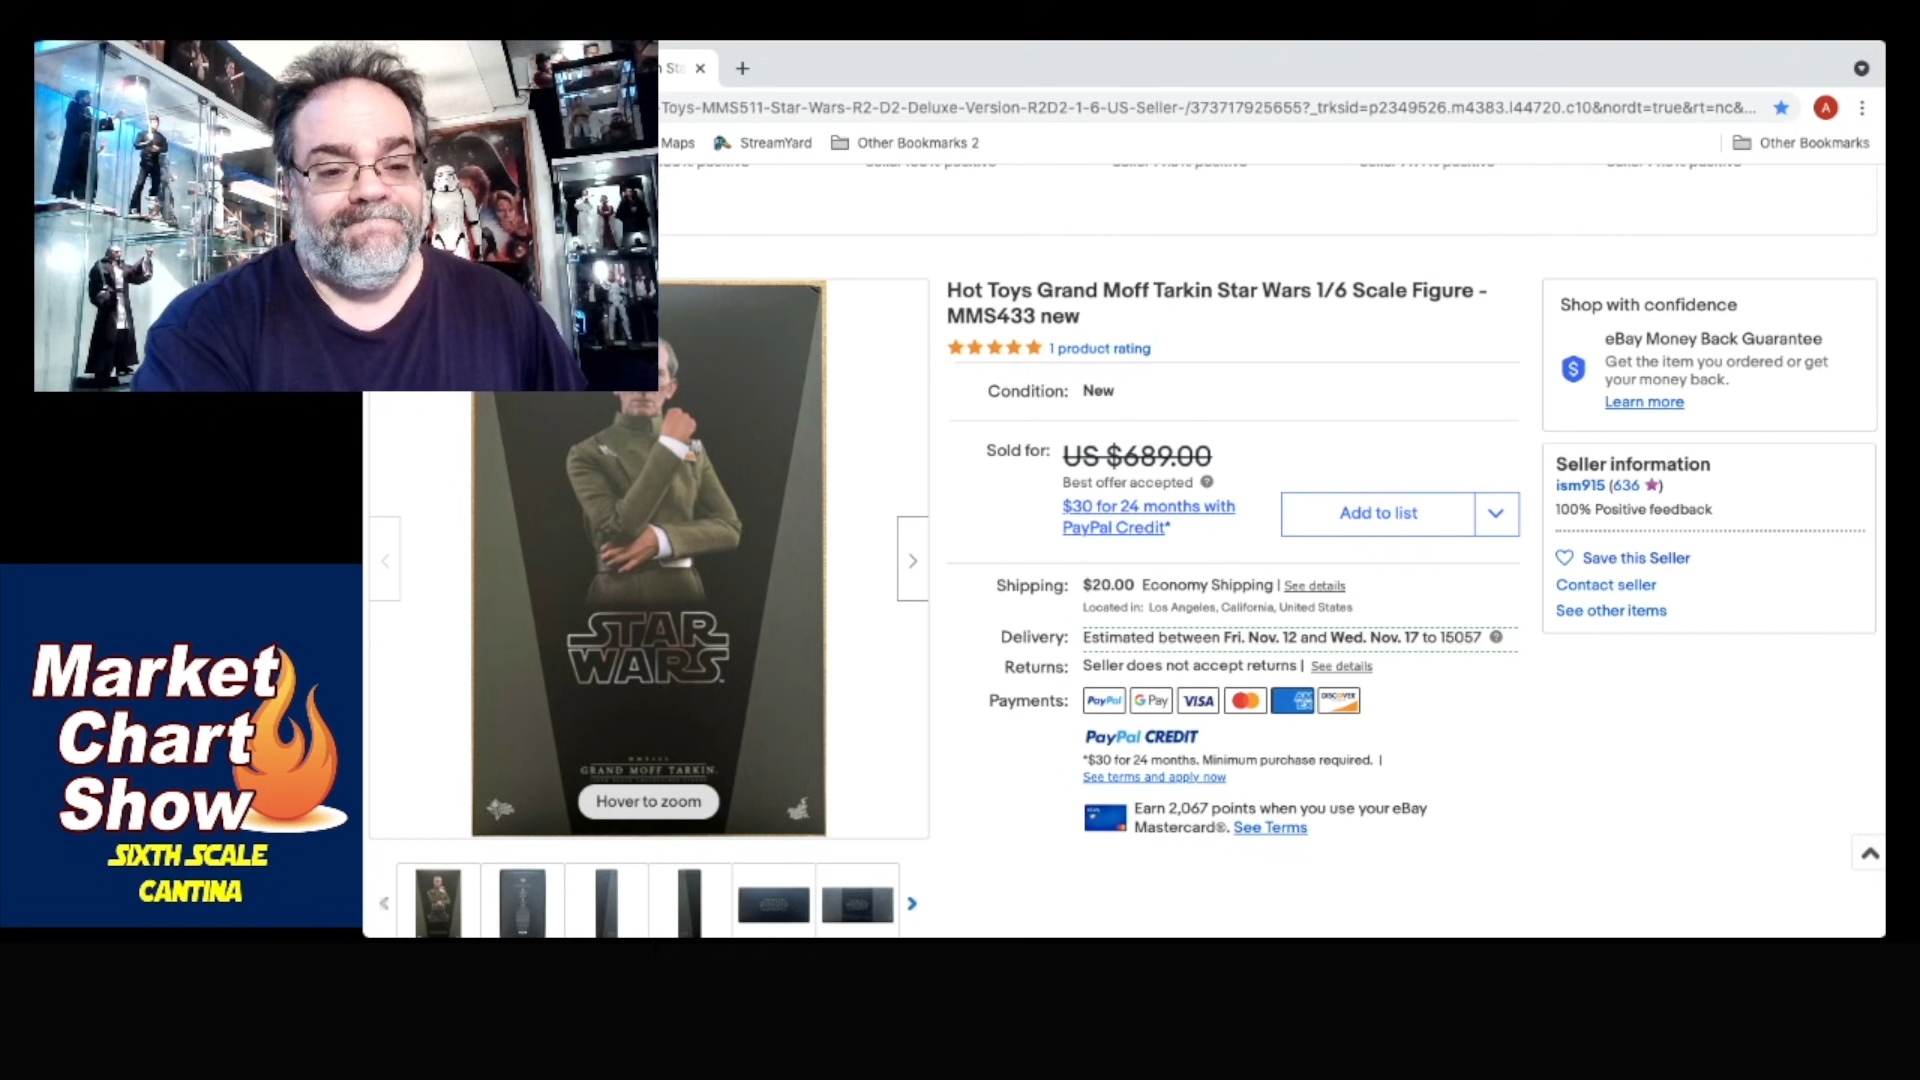 n St
Toys-MMS511-Star-Wars-R2-D2-Deluxe-Version-R2D2-1-6-US-Seller-/373717925655?_trksid=p2349526.m4383.l44720.c10&nordt=true&rt=nc&...
A
Maps
StreamYard
Other Bookmarks 2
Other Bookmarks
Hot Toys Grand Moff Tarkin Star Wars 1/6 Scale Figure -
MMS433 new
1 product rating
Condition: New
Sold for: US $689.00
Best offer accepted
$30 for 24 months with
PayPal Credit*
Add to list
Shipping: $20.00 Economy Shipping | See details
Located in: Los Angeles, California, United States
Delivery: Estimated between Fri. Nov. 12 and Wed. Nov. 17 to 15057
Returns: Seller does not accept returns | See details
Payments: PayPal G Pay VISA DISCOVER
PayPal CREDIT
*$30 for 24 months. Minimum purchase required. |
See terms and apply now
Earn 2,067 points when you use your eBay
Mastercard®. See Terms
Shop with confidence
eBay Money Back Guarantee
Get the item you ordered or get
your money back.
Learn more
Seller information
ism915 (636)
100% Positive feedback
Save this Seller
Contact seller
See other items
STAR
WARS
GRAND MOFF TARKIN
Hover to zoom
Market
Chart
Show
SIXTH SCALE
CANTINA